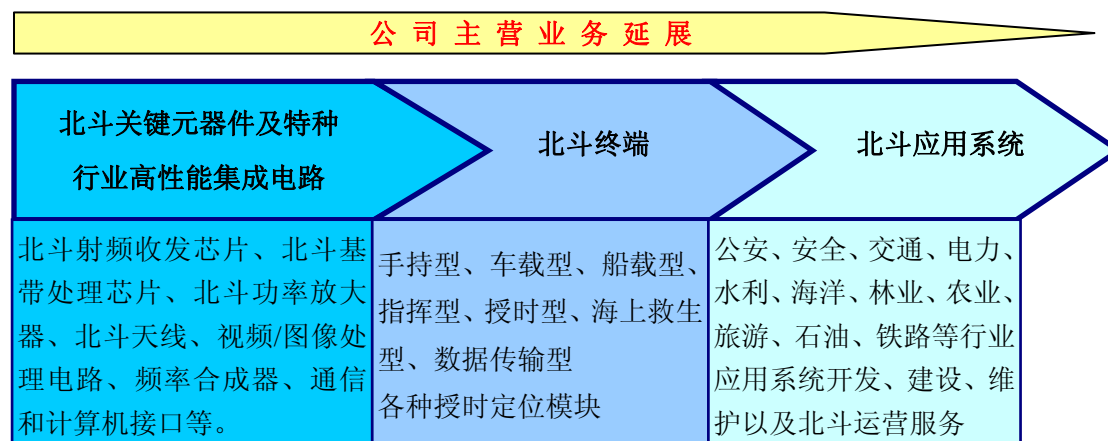 公司主营业务延展
北斗关键元器件及特种
行业高性能集成电路
北斗终端
北斗应用系统
北斗射频收发芯片、北斗基
带处理芯片、北斗功率放大
器、北斗天线、视频/图像处
理电路、频率合成器、通信
和计算机接口等。
手持型、车载型、船载型、
指挥型、授时型、海上救生
型、数据传输型
各种授时定位模块
公安、安全、交通、电力、
水利、海洋、林业、农业、
旅游、石油、铁路等行业
应用系统开发、建设、维
护以及北斗运营服务